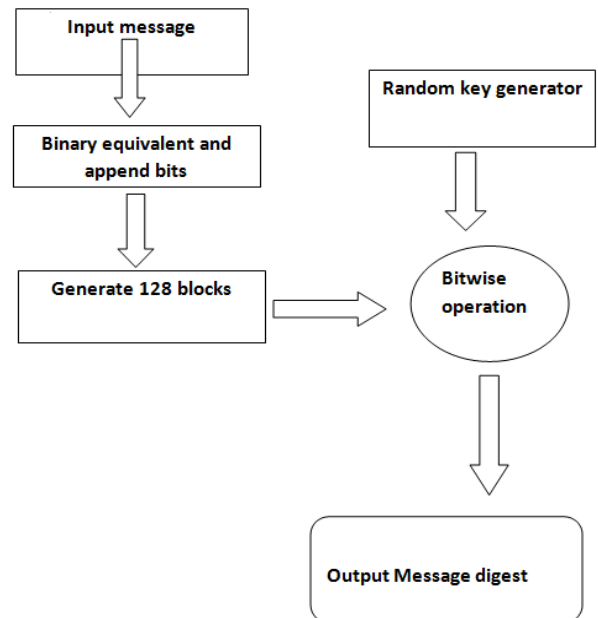 Input message
Binary equivalent and
append bits
Generate 128 blocks
Random key generator
Bitwise
operation
Output Message digest